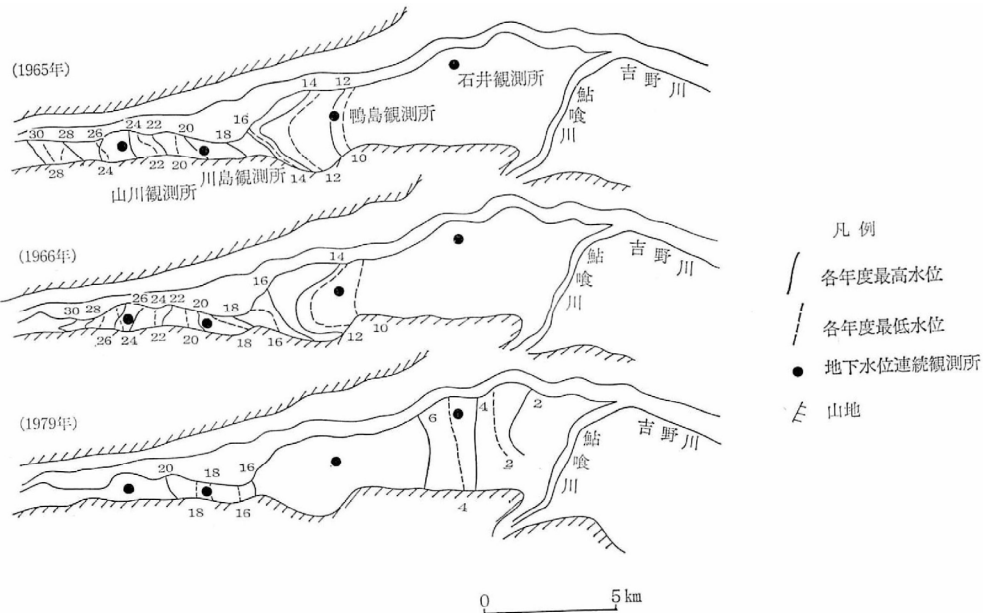 (1965年)
石井観測所
吉野川
鮎喰川
14 12
鴨島観測所
16
30 28 26 24 22 20 18
10
28 24 22 20 14 12
川島観測所
山川観測所
(1966年)
吉野川
鮎喰川
14
16
30 28 26 24 22 20 18
10
26 24 22 20 18 16 12
(1979年)
吉野川
鮎喰川
6 4 2
20 18 16
2
18 16 4
凡例
各年度最高水位
各年度最低水位
地下水位連続観測所
山地
0 5km